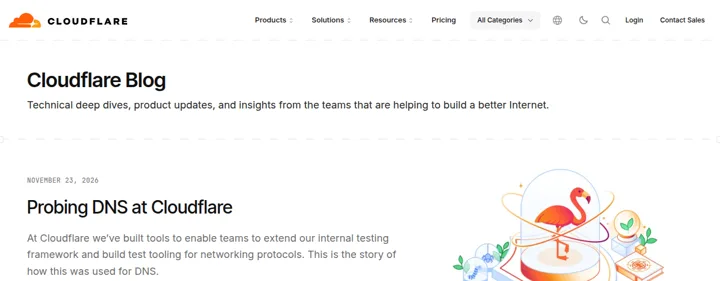 CLOUDFLARE
Products
Solutions
Resources
Pricing
All Categories
Login
Contact Sales
Cloudflare Blog
Technical deep dives, product updates, and insights from the teams that are helping to build a better Internet.
NOVEMBER 23, 2026
Probing DNS at Cloudflare
At Cloudflare we've built tools to enable teams to extend our internal testing
framework and build test tooling for networking protocols. This is the story of
how this was used for DNS.